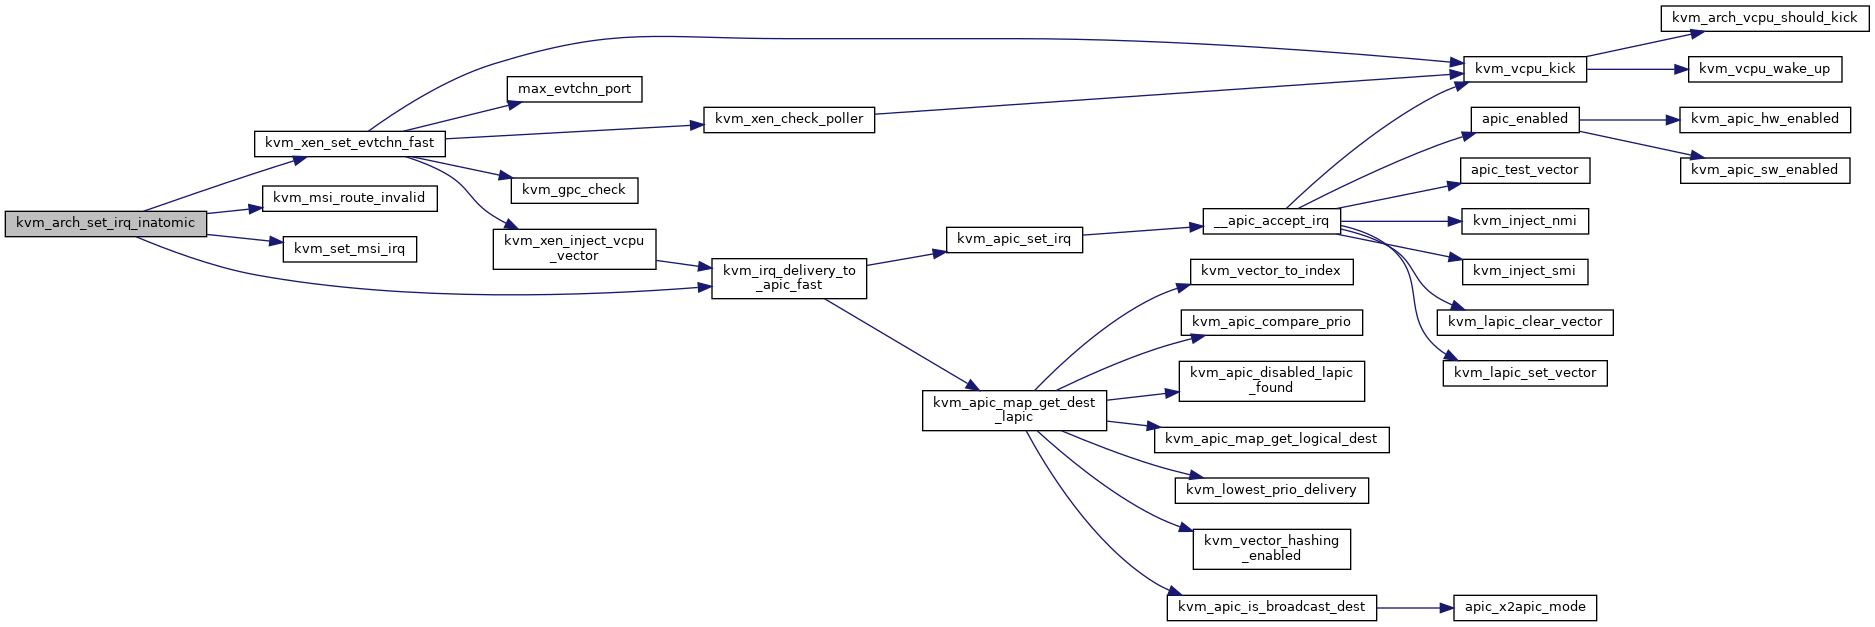 kvm_arch_set_irq_inatomic
kvm_xen_set_evtchn_fast
kvm_msi_route_invalid
kvm_set_msi_irq
max_evtchn_port
kvm_gpc_check
kvm_xen_inject_vcpu
_vector
kvm_xen_check_poller
kvm_irq_delivery_to
_apic_fast
kvm_apic_set_irq
kvm_apic_map_get_dest
_lapic
__apic_accept_irq
kvm_vector_to_index
kvm_apic_compare_prio
kvm_apic_disabled_lapic
_found
kvm_apic_map_get_logical_dest
kvm_lowest_prio_delivery
kvm_vector_hashing
_enabled
kvm_apic_is_broadcast_dest
kvm_vcpu_kick
apic_enabled
apic_test_vector
kvm_inject_nmi
kvm_inject_smi
kvm_lapic_clear_vector
kvm_lapic_set_vector
apic_x2apic_mode
kvm_arch_vcpu_should_kick
kvm_vcpu_wake_up
kvm_apic_hw_enabled
kvm_apic_sw_enabled